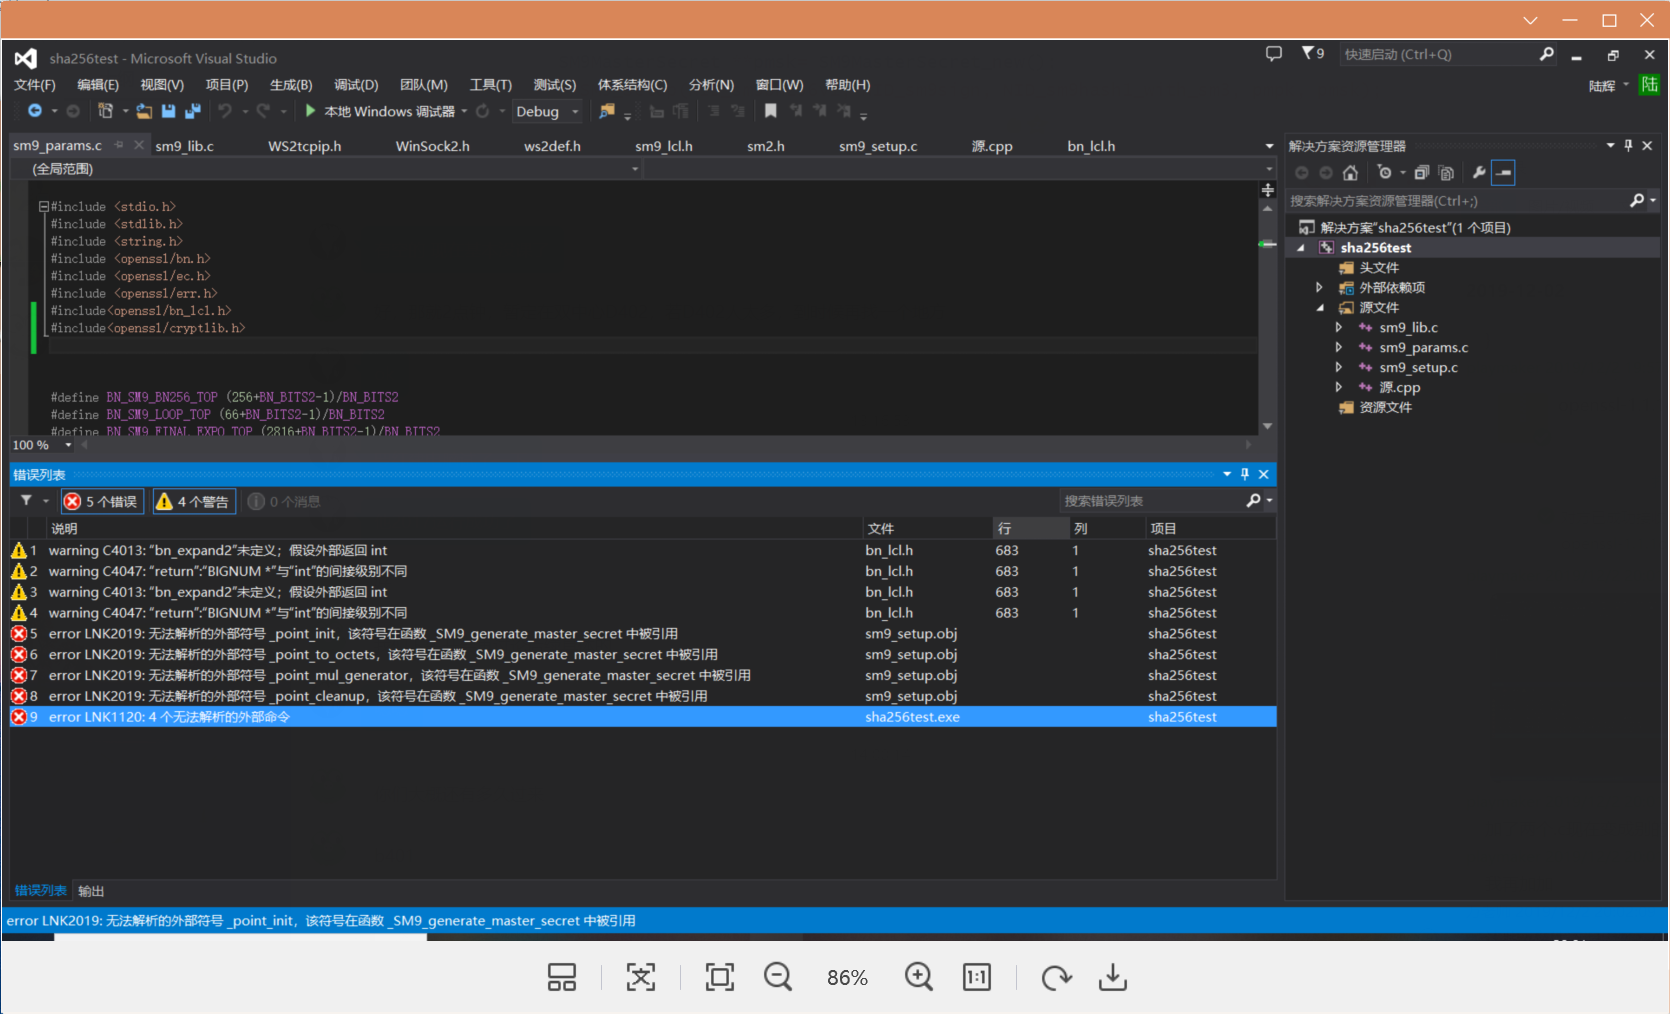 sha256test - Microsoft Visual Studio
9
快速启动 (Ctrl+Q)
文件(F) 编辑(E) 视图(V) 项目(P) 生成(B) 调试(D) 团队(M) 工具(T) 测试(S) 体系结构(C) 分析(N) 窗口(W) 帮助(H)
陆辉 陆
本地 Windows 调试器 Debug
sm9_params.c sm9_lib.c WS2tcpip.h WinSock2.h ws2def.h sm9_lcl.h sm2.h sm9_setup.c 源.cpp bn_lcl.h
(全局范围)
#include <stdio.h>
#include <stdlib.h>
#include <string.h>
#include <openssl/bn.h>
#include <openssl/ec.h>
#include <openssl/err.h>
#include<openssl/bn_lcl.h>
#include<openssl/cryptlib.h>
#define BN_SM9_BN256_TOP (256+BN_BITS2-1)/BN_BITS2
#define BN_SM9_LOOP_TOP (66+BN_BITS2-1)/BN_BITS2
#define BN_SM9_FINAL_EXPO_TOP (2816+BN_BITS2-1)/BN_BITS2
100 %
解决方案资源管理器
搜索解决方案资源管理器(Ctrl+;)
解决方案"sha256test"(1 个项目)
sha256test
头文件
外部依赖项
源文件
sm9_lib.c
sm9_params.c
sm9_setup.c
源.cpp
资源文件
错误列表
5 个错误 4 个警告 0 个消息
搜索错误列表
说明 文件 行 列 项目
1 warning C4013: “bn_expand2”未定义；假设外部返回 int bn_lcl.h 683 1 sha256test
2 warning C4047: “return”:“BIGNUM *”与“int”的间接级别不同 bn_lcl.h 683 1 sha256test
3 warning C4013: “bn_expand2”未定义；假设外部返回 int bn_lcl.h 683 1 sha256test
4 warning C4047: “return”:“BIGNUM *”与“int”的间接级别不同 bn_lcl.h 683 1 sha256test
5 error LNK2019: 无法解析的外部符号 _point_init，该符号在函数 _SM9_generate_master_secret 中被引用 sm9_setup.obj sha256test
6 error LNK2019: 无法解析的外部符号 _point_to_octets，该符号在函数 _SM9_generate_master_secret 中被引用 sm9_setup.obj sha256test
7 error LNK2019: 无法解析的外部符号 _point_mul_generator，该符号在函数 _SM9_generate_master_secret 中被引用 sm9_setup.obj sha256test
8 error LNK2019: 无法解析的外部符号 _point_cleanup，该符号在函数 _SM9_generate_master_secret 中被引用 sm9_setup.obj sha256test
9 error LNK1120: 4 个无法解析的外部命令 sha256test.exe sha256test
错误列表 输出
error LNK2019: 无法解析的外部符号 _point_init，该符号在函数 _SM9_generate_master_secret 中被引用
86% 1:1